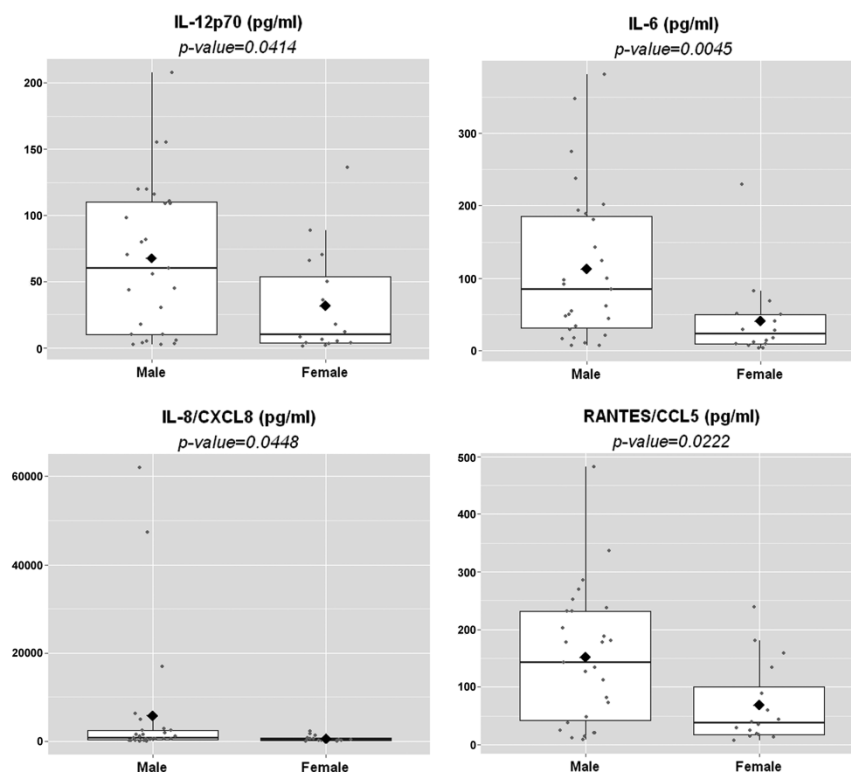 IL-12p70 (pg/ml)
p-value=0.0414
200
150
100
50
0
Male Female
IL-6 (pg/ml)
p-value=0.0045
300
200
100
0
Male Female
IL-8/CXCL8 (pg/ml)
p-value=0.0448
60000
40000
20000
0
Male Female
RANTES/CCL5 (pg/ml)
p-value=0.0222
500
400
300
200
100
0
Male Female